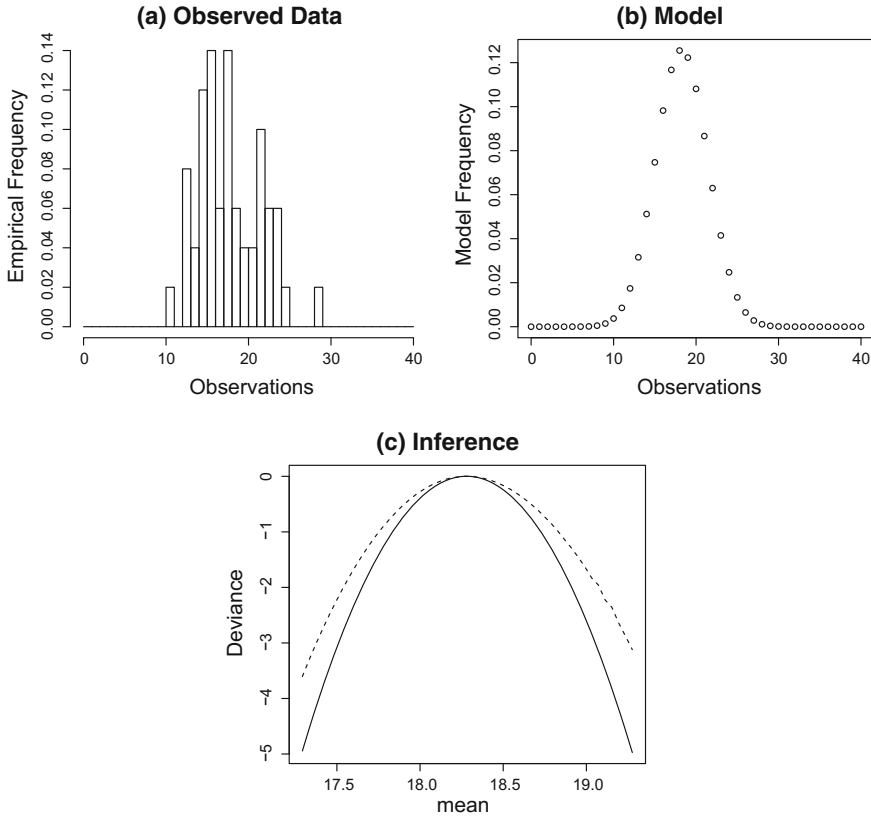 (a) Observed Data
Empirical Frequency
0.00 0.02 0.04 0.06 0.08 0.10 0.12 0.14
0 10 20 30 40
Observations
(b) Model
Model Frequency
0.00 0.02 0.04 0.06 0.08 0.10 0.12
0 10 20 30 40
Observations
(c) Inference
Deviance
0
-1
-2
-3
-4
-5
17.5 18.0 18.5 19.0
mean